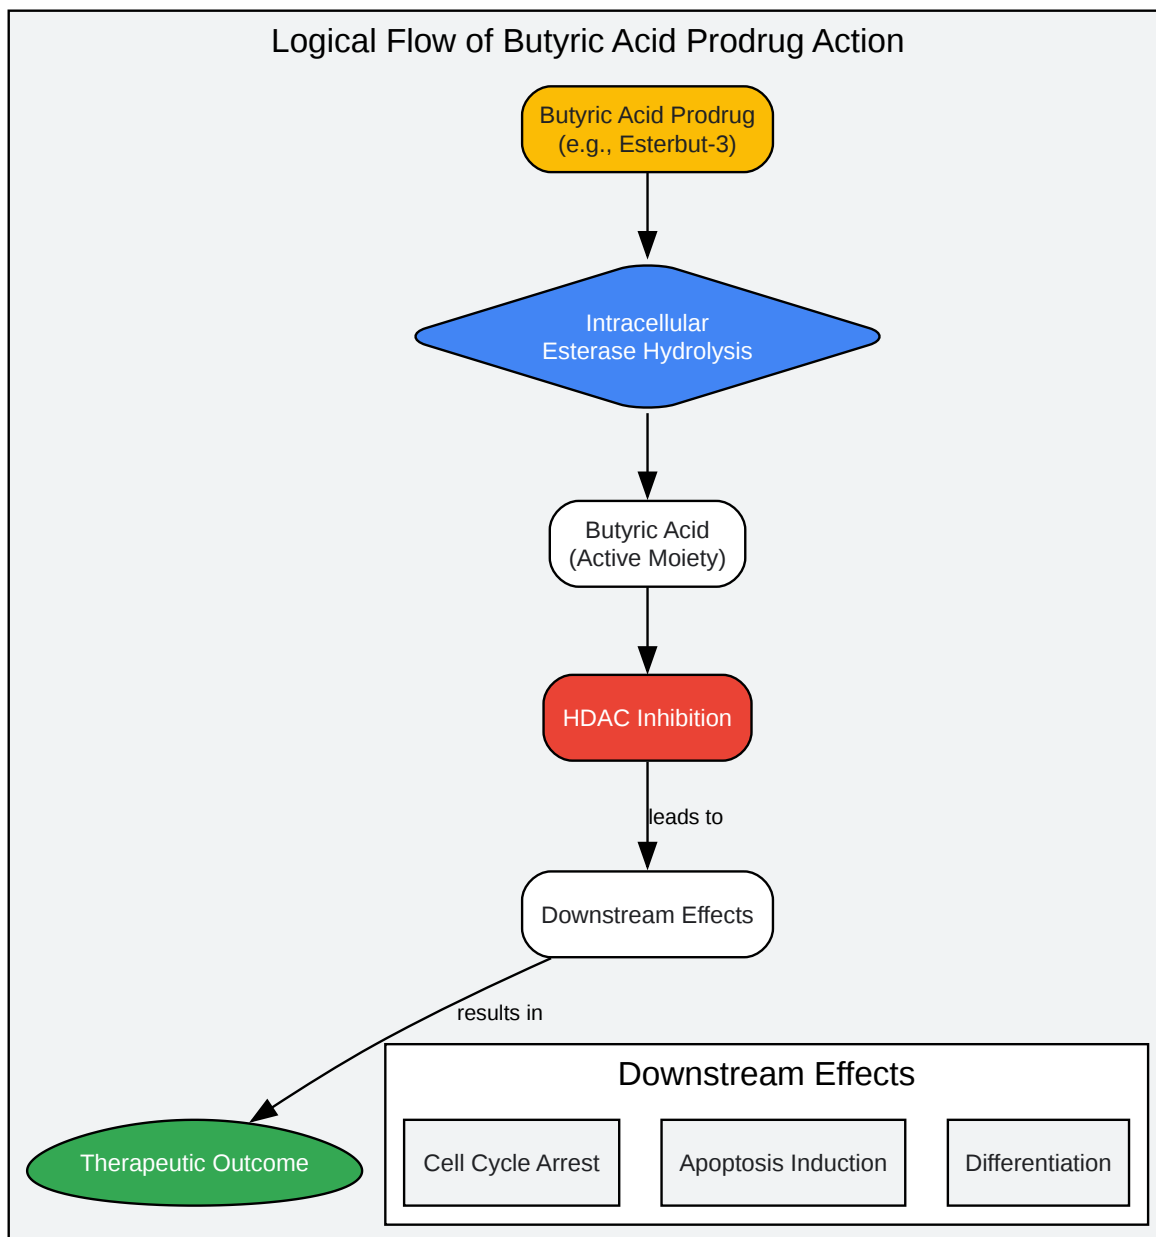 Logical Flow of Butyric Acid Prodrug Action
Butyric Acid Prodrug
(e.g., Esterbut-3)
Intracellular
Esterase Hydrolysis
Butyric Acid
(Active Moiety)
HDAC Inhibition
leads to
Downstream Effects
results in
Downstream Effects
Therapeutic Outcome
Cell Cycle Arrest
Apoptosis Induction
Differentiation